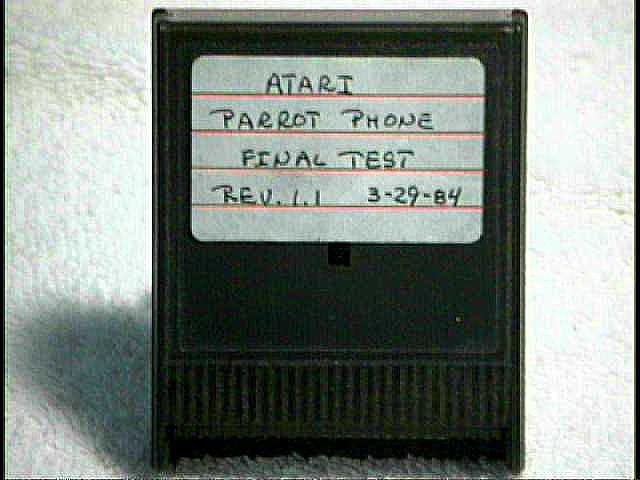 ATARI
PARROT PHONE
FINAL TEST
REV. 1.1 3-29-84